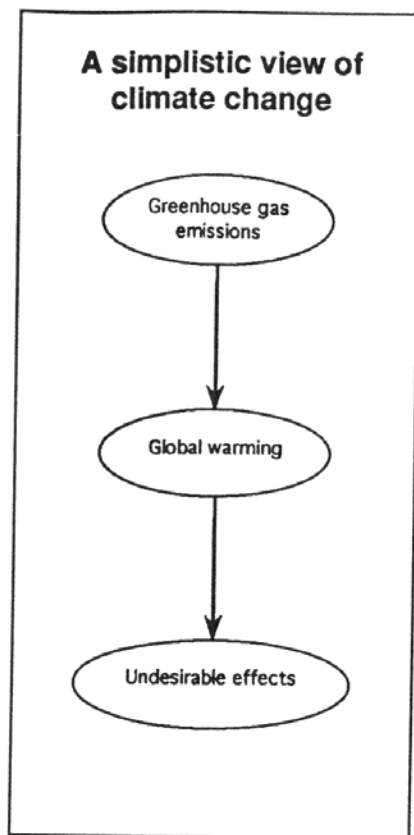 A simplistic view of
climate change
Greenhouse gas
emissions
Global warming
Undesirable effects